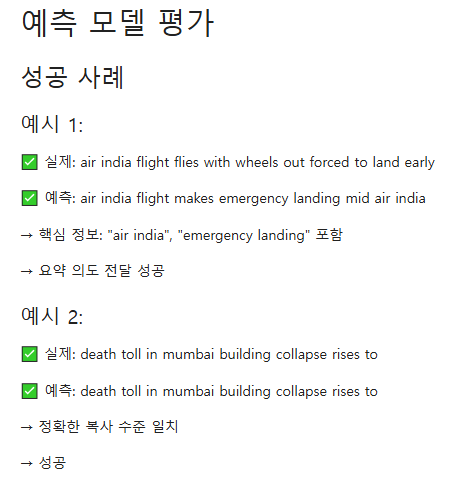 예측 모델 평가
성공 사례
예시 1:
✅ 실제: air india flight flies with wheels out forced to land early
✅ 예측: air india flight makes emergency landing mid air india
→ 핵심 정보: "air india", "emergency landing" 포함
→ 요약 의도 전달 성공
예시 2:
✅ 실제: death toll in mumbai building collapse rises to
✅ 예측: death toll in mumbai building collapse rises to
→ 정확한 복사 수준 일치
→ 성공